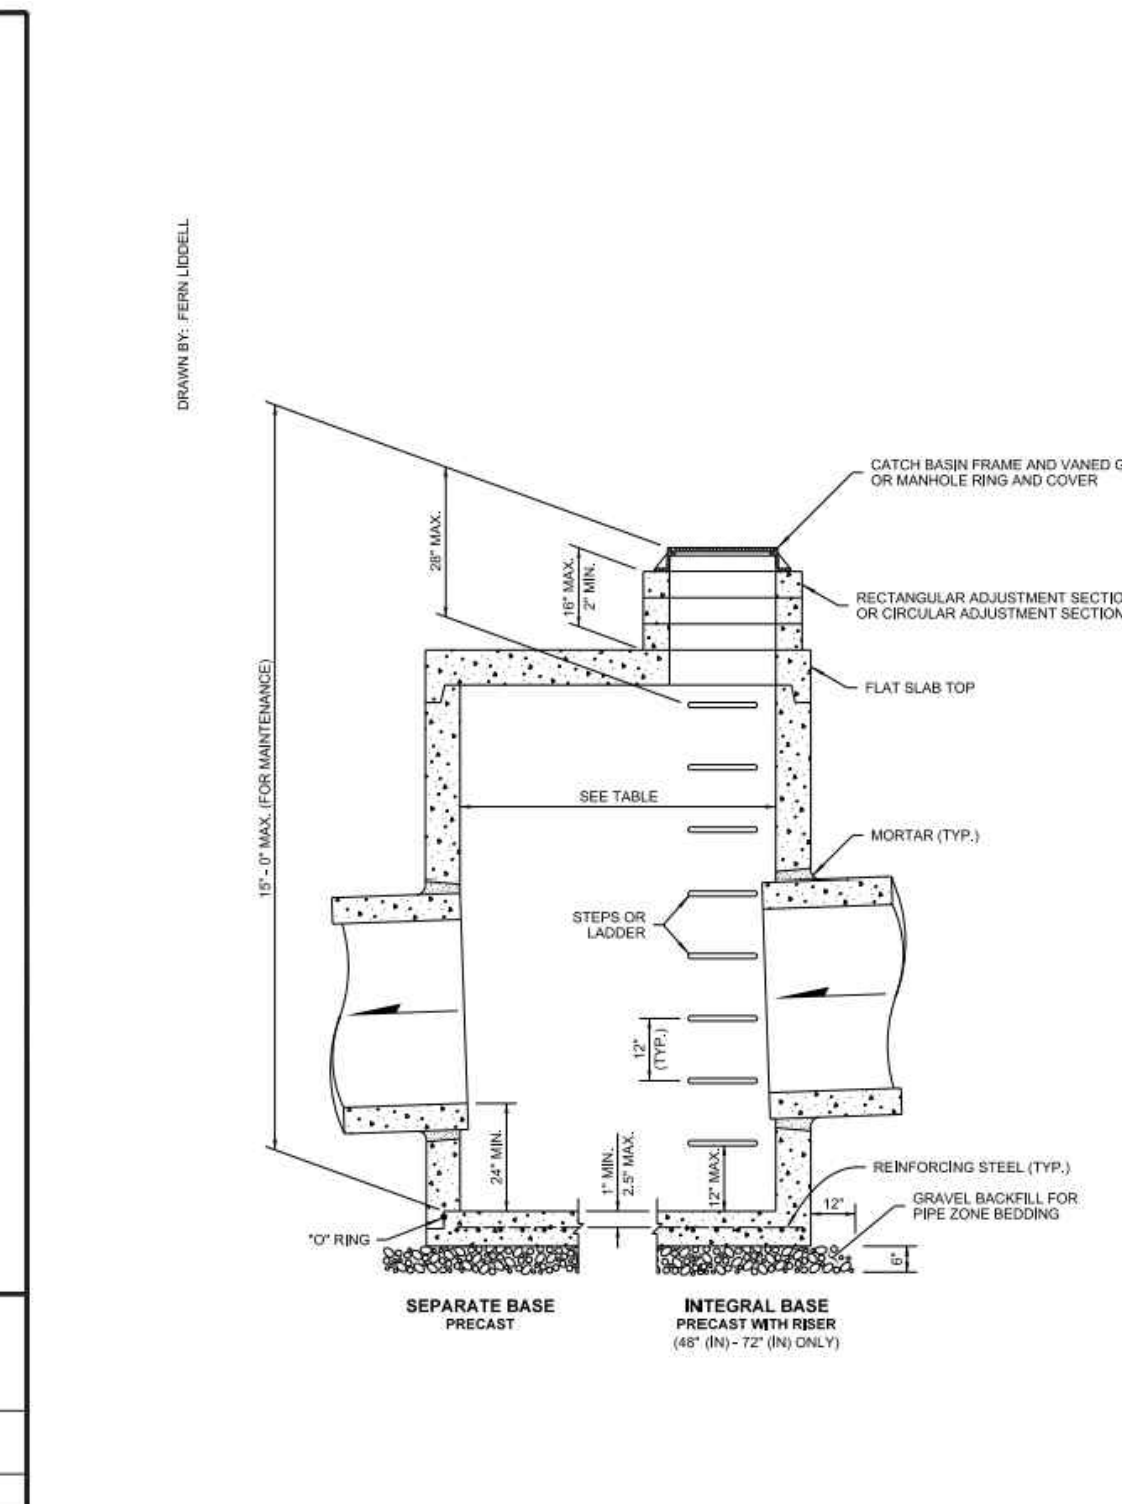 DRAWN BY: FERN LIDDELL
CATCH BASIN FRAME AND VANED G
OR MANHOLE RING AND COVER
28" MAX.
16" MAX.
2" MIN.
RECTANGULAR ADJUSTMENT SECTIO
OR CIRCULAR ADJUSTMENT SECTION
FLAT SLAB TOP
15' - 0" MAX. (FOR MAINTENANCE)
SEE TABLE
MORTAR (TYP.)
STEPS OR
LADDER
12"
(TYP.)
24" MIN.
1" MIN.
2.5" MAX.
12" MAX.
REINFORCING STEEL (TYP.)
12"
GRAVEL BACKFILL FOR
PIPE ZONE BEDDING
"O" RING
6"
SEPARATE BASE
PRECAST
INTEGRAL BASE
PRECAST WITH RISER
(48" (IN) - 72" (IN) ONLY)